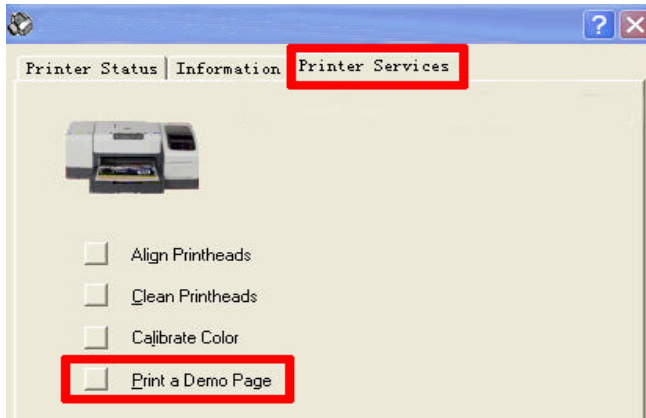 Printer Status Information Printer Services
Align Printheads
Clean Printheads
Calibrate Color
Print a Demo Page